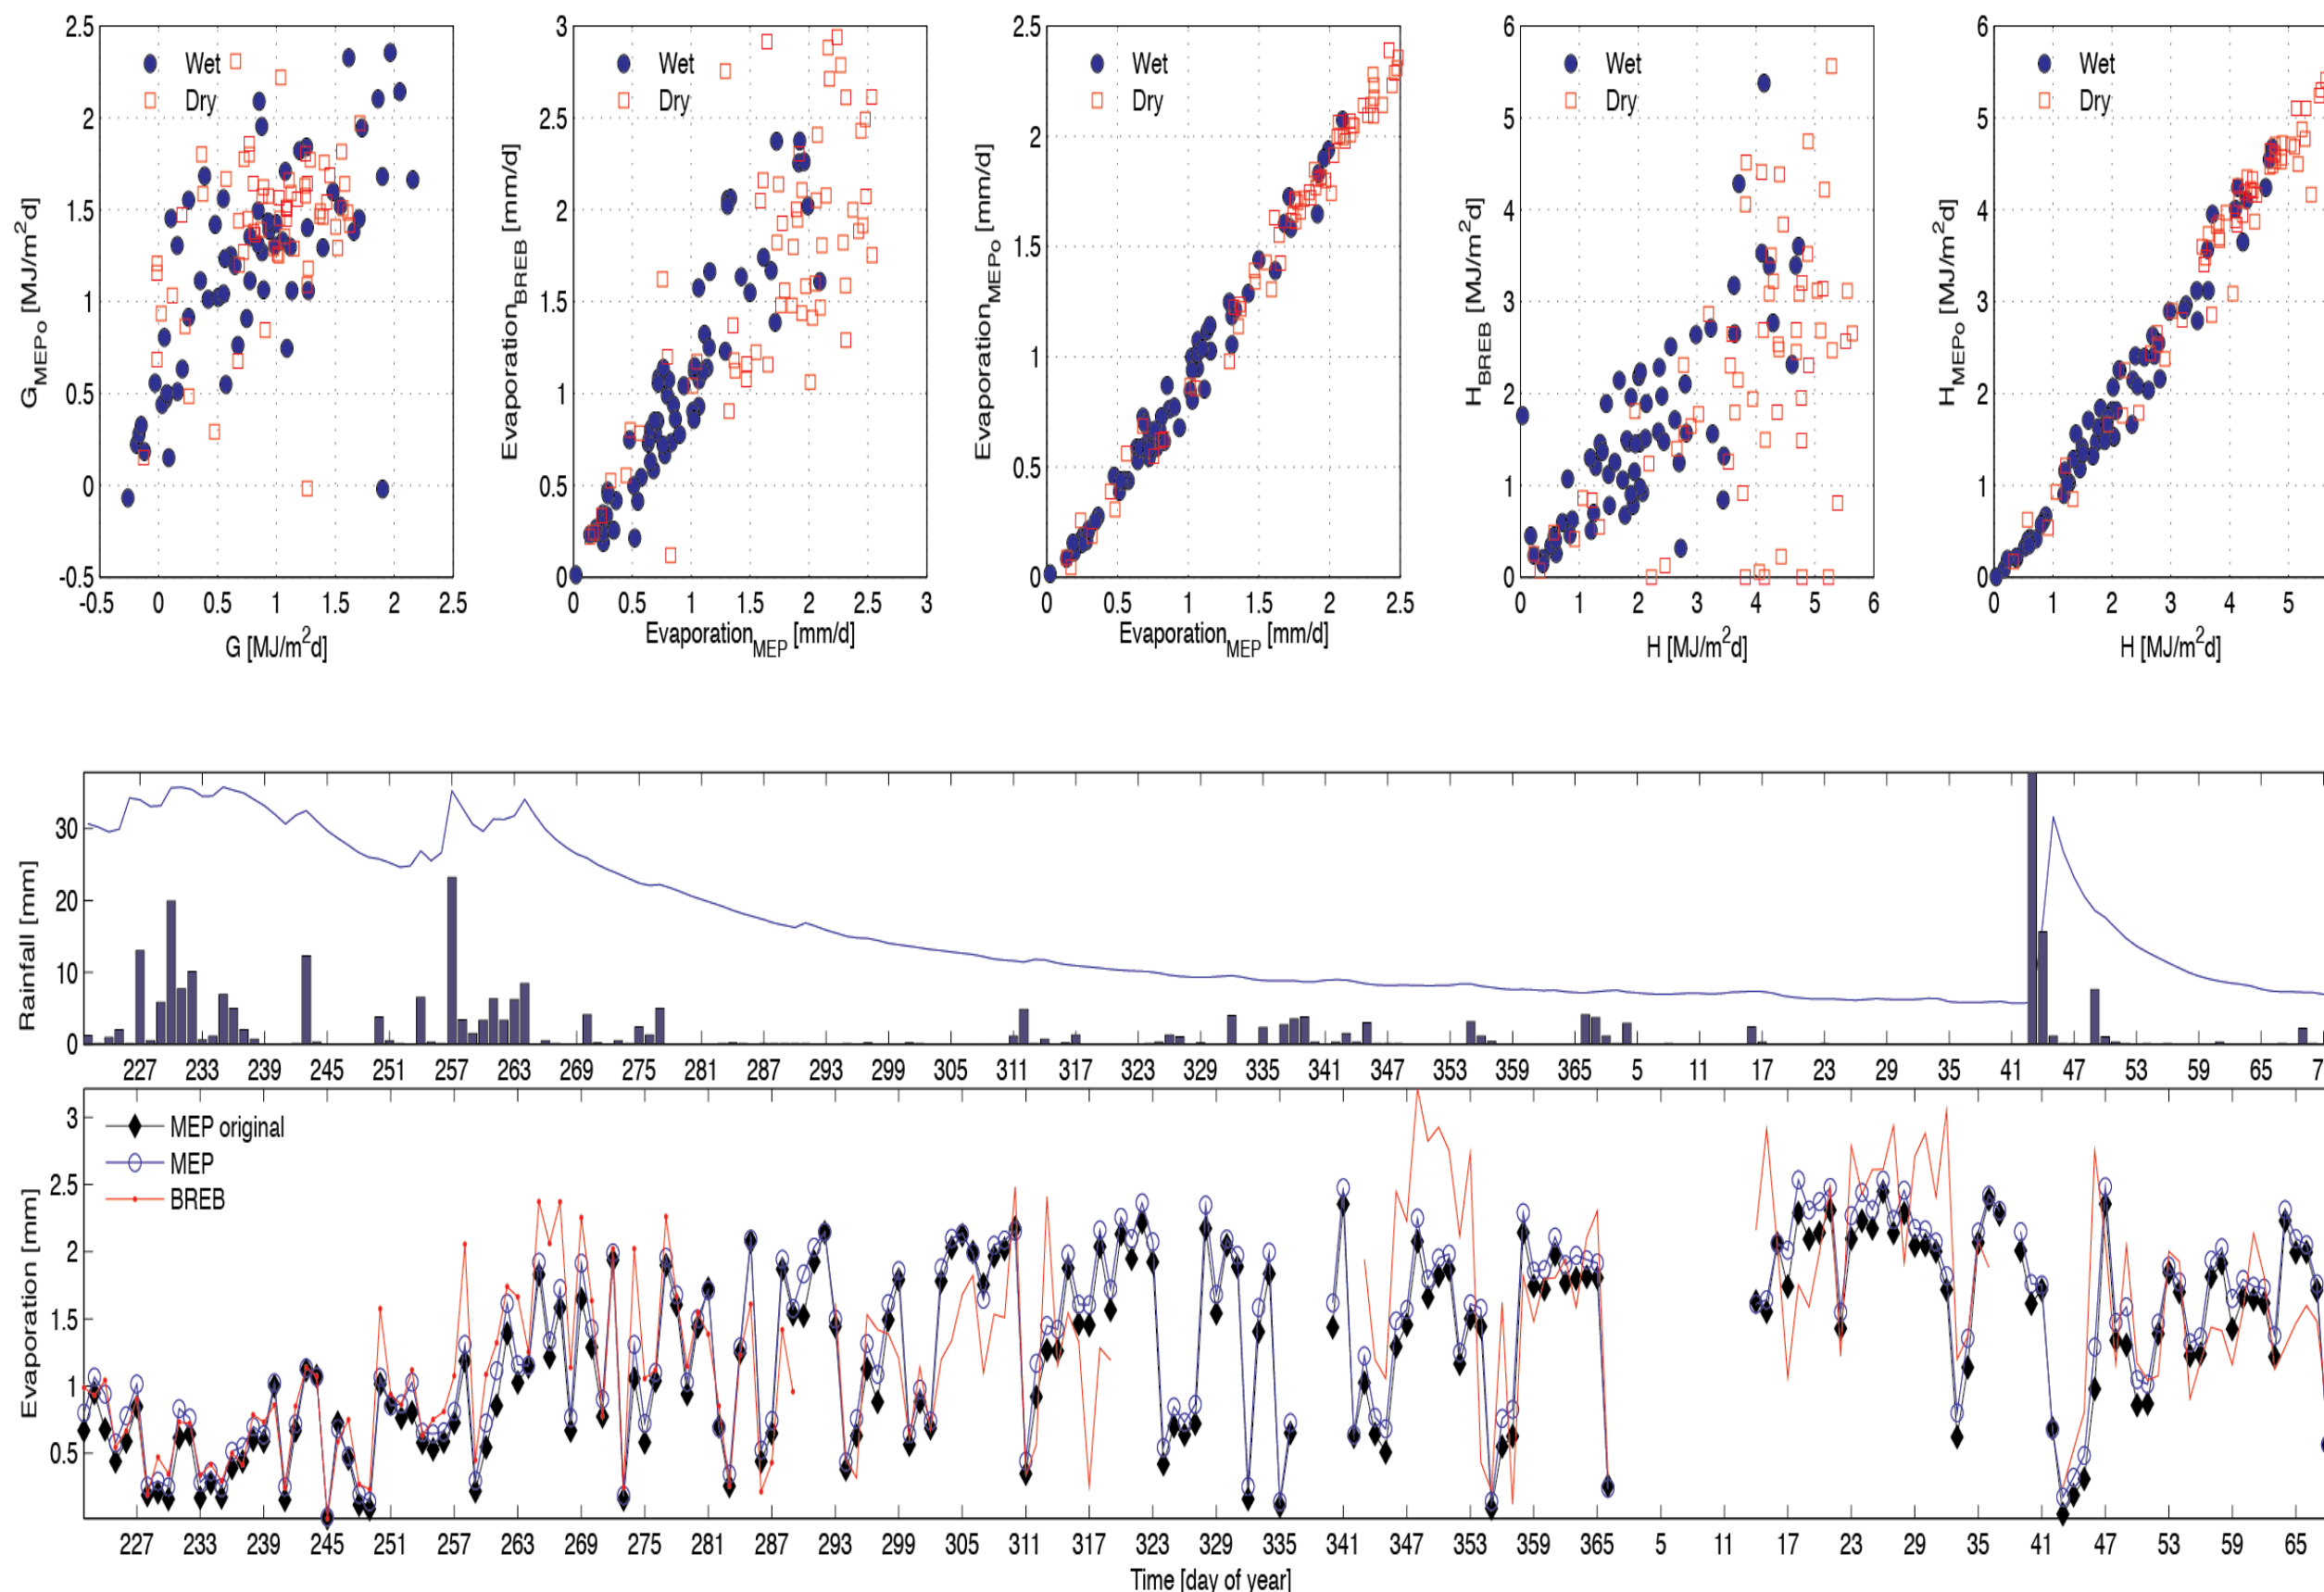 2.5
2
1.5
1
0.5
0
-0.5
G_MEPo [MJ/m²d]
Wet
Dry
-0.5 0 0.5 1 1.5 2 2.5
G [MJ/m²d]
3
2.5
2
1.5
1
0.5
0
Evaporation_BREB [mm/d]
Wet
Dry
0 0.5 1 1.5 2 2.5 3
Evaporation_MEP [mm/d]
2.5
2
1.5
1
0.5
0
Evaporation_MEPo [mm/d]
Wet
Dry
0 0.5 1 1.5 2 2.5
Evaporation_MEP [mm/d]
6
5
4
3
2
1
0
H_BREB [MJ/m²d]
Wet
Dry
0 1 2 3 4 5 6
H [MJ/m²d]
6
5
4
3
2
1
0
H_MEPo [MJ/m²d]
Wet
Dry
0 1 2 3 4 5
H [MJ/m²d]
30
20
10
0
Rainfall [mm]
227 233 239 245 251 257 263 269 275 281 287 293 299 305 311 317 323 329 335 341 347 353 359 365 5 11 17 23 29 35 41 47 53 59 65 7
3
2.5
2
1.5
1
0.5
Evaporation [mm]
MEP original
MEP
BREB
227 233 239 245 251 257 263 269 275 281 287 293 299 305 311 317 323 329 335 341 347 353 359 365 5 11 17 23 29 35 41 47 53 59 65
Time [day of year]